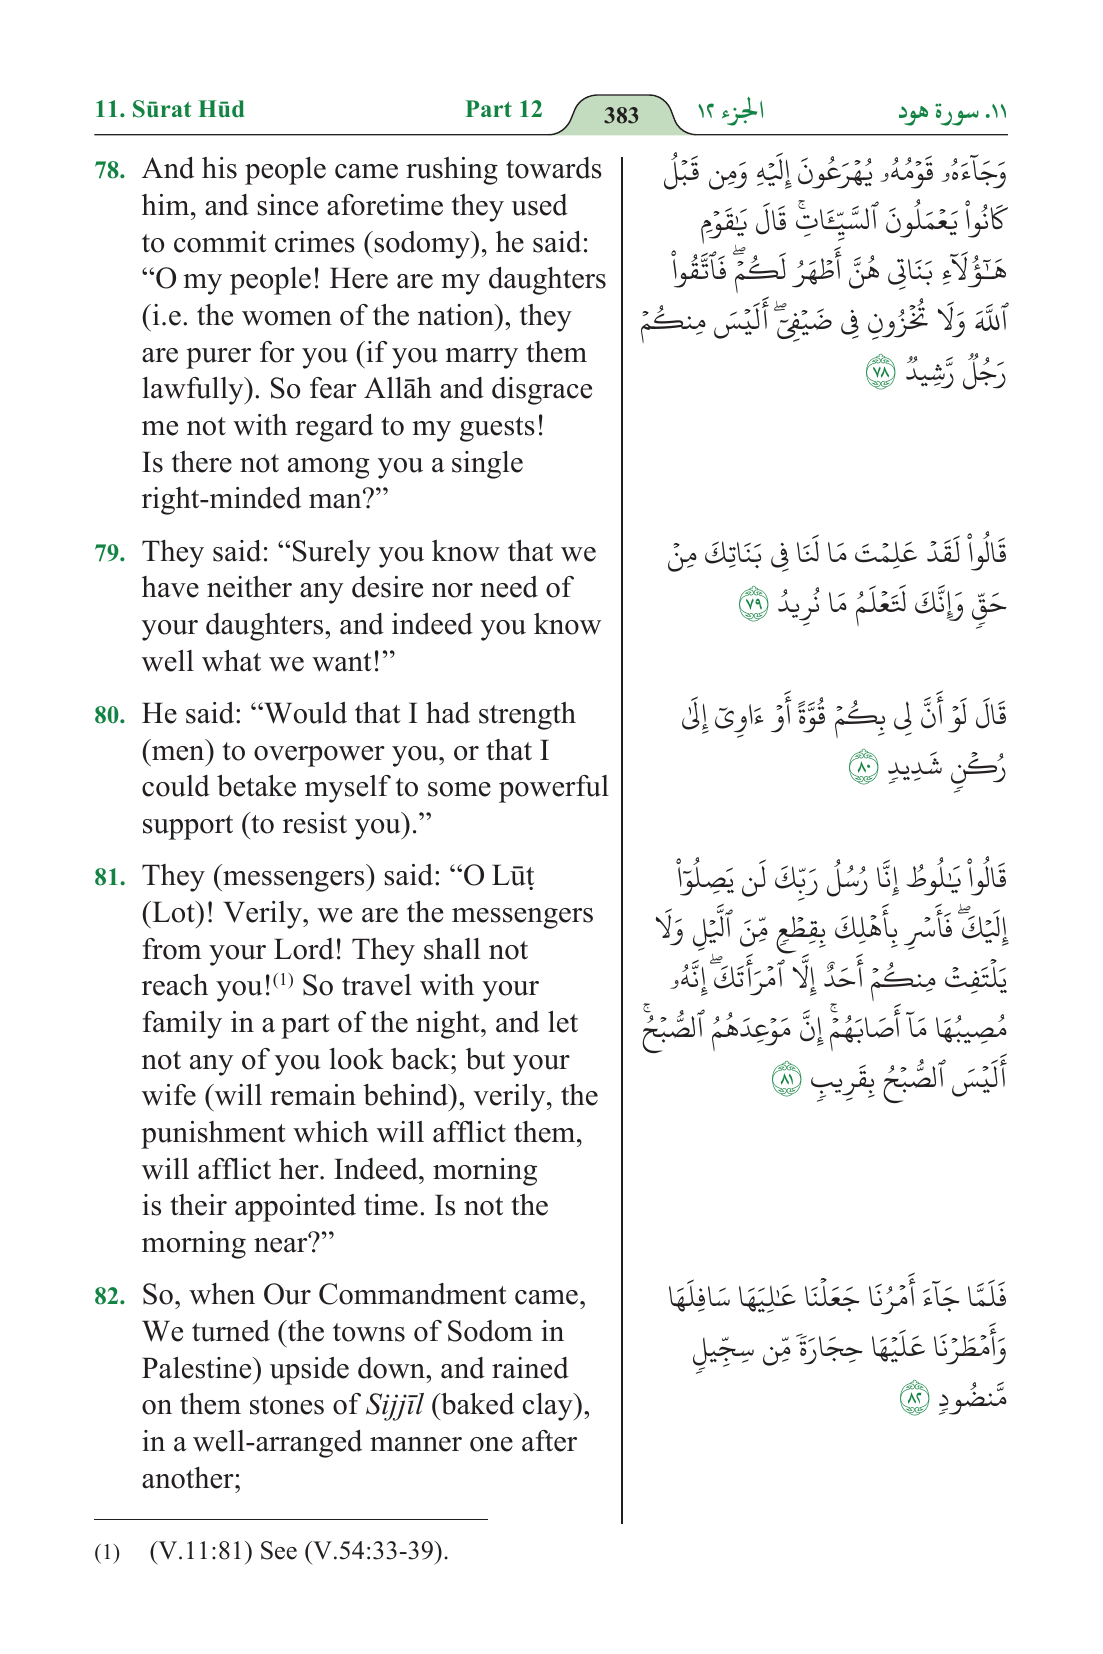 11. Sūrat Hūd
Part 12
383
الجزء ١٢
١١. سورة هود
78. And his people came rushing towards
him, and since aforetime they used
to commit crimes (sodomy), he said:
“O my people! Here are my daughters
(i.e. the women of the nation), they
are purer for you (if you marry them
lawfully). So fear Allāh and disgrace
me not with regard to my guests!
Is there not among you a single
right-minded man?”
وَجَآءَهُۥ قَوْمُهُۥ يُهْرَعُونَ إِلَيْهِ وَمِن قَبْلُ
كَانُوا۟ يَعْمَلُونَ ٱلسَّيِّـَٔاتِ ۚ قَالَ يَـٰقَوْمِ
هَـٰٓؤُلَآءِ بَنَاتِى هُنَّ أَطْهَرُ لَكُمْ ۖ فَٱتَّقُوا۟
ٱللَّهَ وَلَا تُخْزُونِ فِى ضَيْفِىٓ ۖ أَلَيْسَ مِنكُمْ
رَجُلٌ رَّشِيدٌ ٧٨
79. They said: “Surely you know that we
have neither any desire nor need of
your daughters, and indeed you know
well what we want!”
قَالُوا۟ لَقَدْ عَلِمْتَ مَا لَنَا فِى بَنَاتِكَ مِنْ
حَقٍّ وَإِنَّكَ لَتَعْلَمُ مَا نُرِيدُ ٧٩
80. He said: “Would that I had strength
(men) to overpower you, or that I
could betake myself to some powerful
support (to resist you).”
قَالَ لَوْ أَنَّ لِى بِكُمْ قُوَّةً أَوْ ءَاوِىٓ إِلَىٰ
رُكْنٍ شَدِيدٍ ٨٠
81. They (messengers) said: “O Lūṭ
(Lot)! Verily, we are the messengers
from your Lord! They shall not
reach you!(1) So travel with your
family in a part of the night, and let
not any of you look back; but your
wife (will remain behind), verily, the
punishment which will afflict them,
will afflict her. Indeed, morning
is their appointed time. Is not the
morning near?”
قَالُوا۟ يَـٰلُوطُ إِنَّا رُسُلُ رَبِّكَ لَن يَصِلُوٓا۟
إِلَيْكَ ۖ فَأَسْرِ بِأَهْلِكَ بِقِطْعٍ مِّنَ ٱلَّيْلِ وَلَا
يَلْتَفِتْ مِنكُمْ أَحَدٌ إِلَّا ٱمْرَأَتَكَ ۖ إِنَّهُۥ
مُصِيبُهَا مَآ أَصَابَهُمْ ۚ إِنَّ مَوْعِدَهُمُ ٱلصُّبْحُ ۚ
أَلَيْسَ ٱلصُّبْحُ بِقَرِيبٍ ٨١
82. So, when Our Commandment came,
We turned (the towns of Sodom in
Palestine) upside down, and rained
on them stones of Sijjīl (baked clay),
in a well-arranged manner one after
another;
فَلَمَّا جَآءَ أَمْرُنَا جَعَلْنَا عَـٰلِيَهَا سَافِلَهَا
وَأَمْطَرْنَا عَلَيْهَا حِجَارَةً مِّن سِجِّيلٍ
مَّنضُودٍ ٨٢
(1) (V.11:81) See (V.54:33-39).